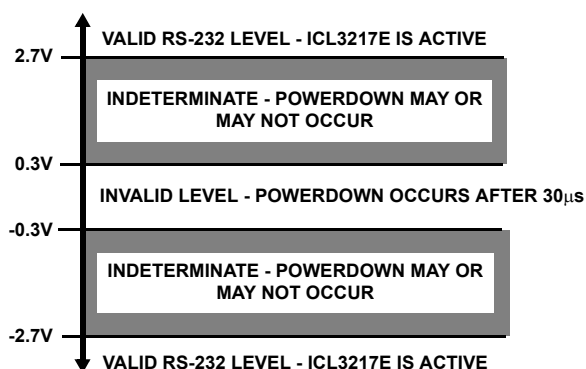 VALID RS-232 LEVEL - ICL3217E IS ACTIVE
2.7V
INDETERMINATE - POWERDOWN MAY OR
MAY NOT OCCUR
0.3V
INVALID LEVEL - POWERDOWN OCCURS AFTER 30μs
-0.3V
INDETERMINATE - POWERDOWN MAY OR
MAY NOT OCCUR
-2.7V
VALID RS-232 LEVEL - ICL3217E IS ACTIVE